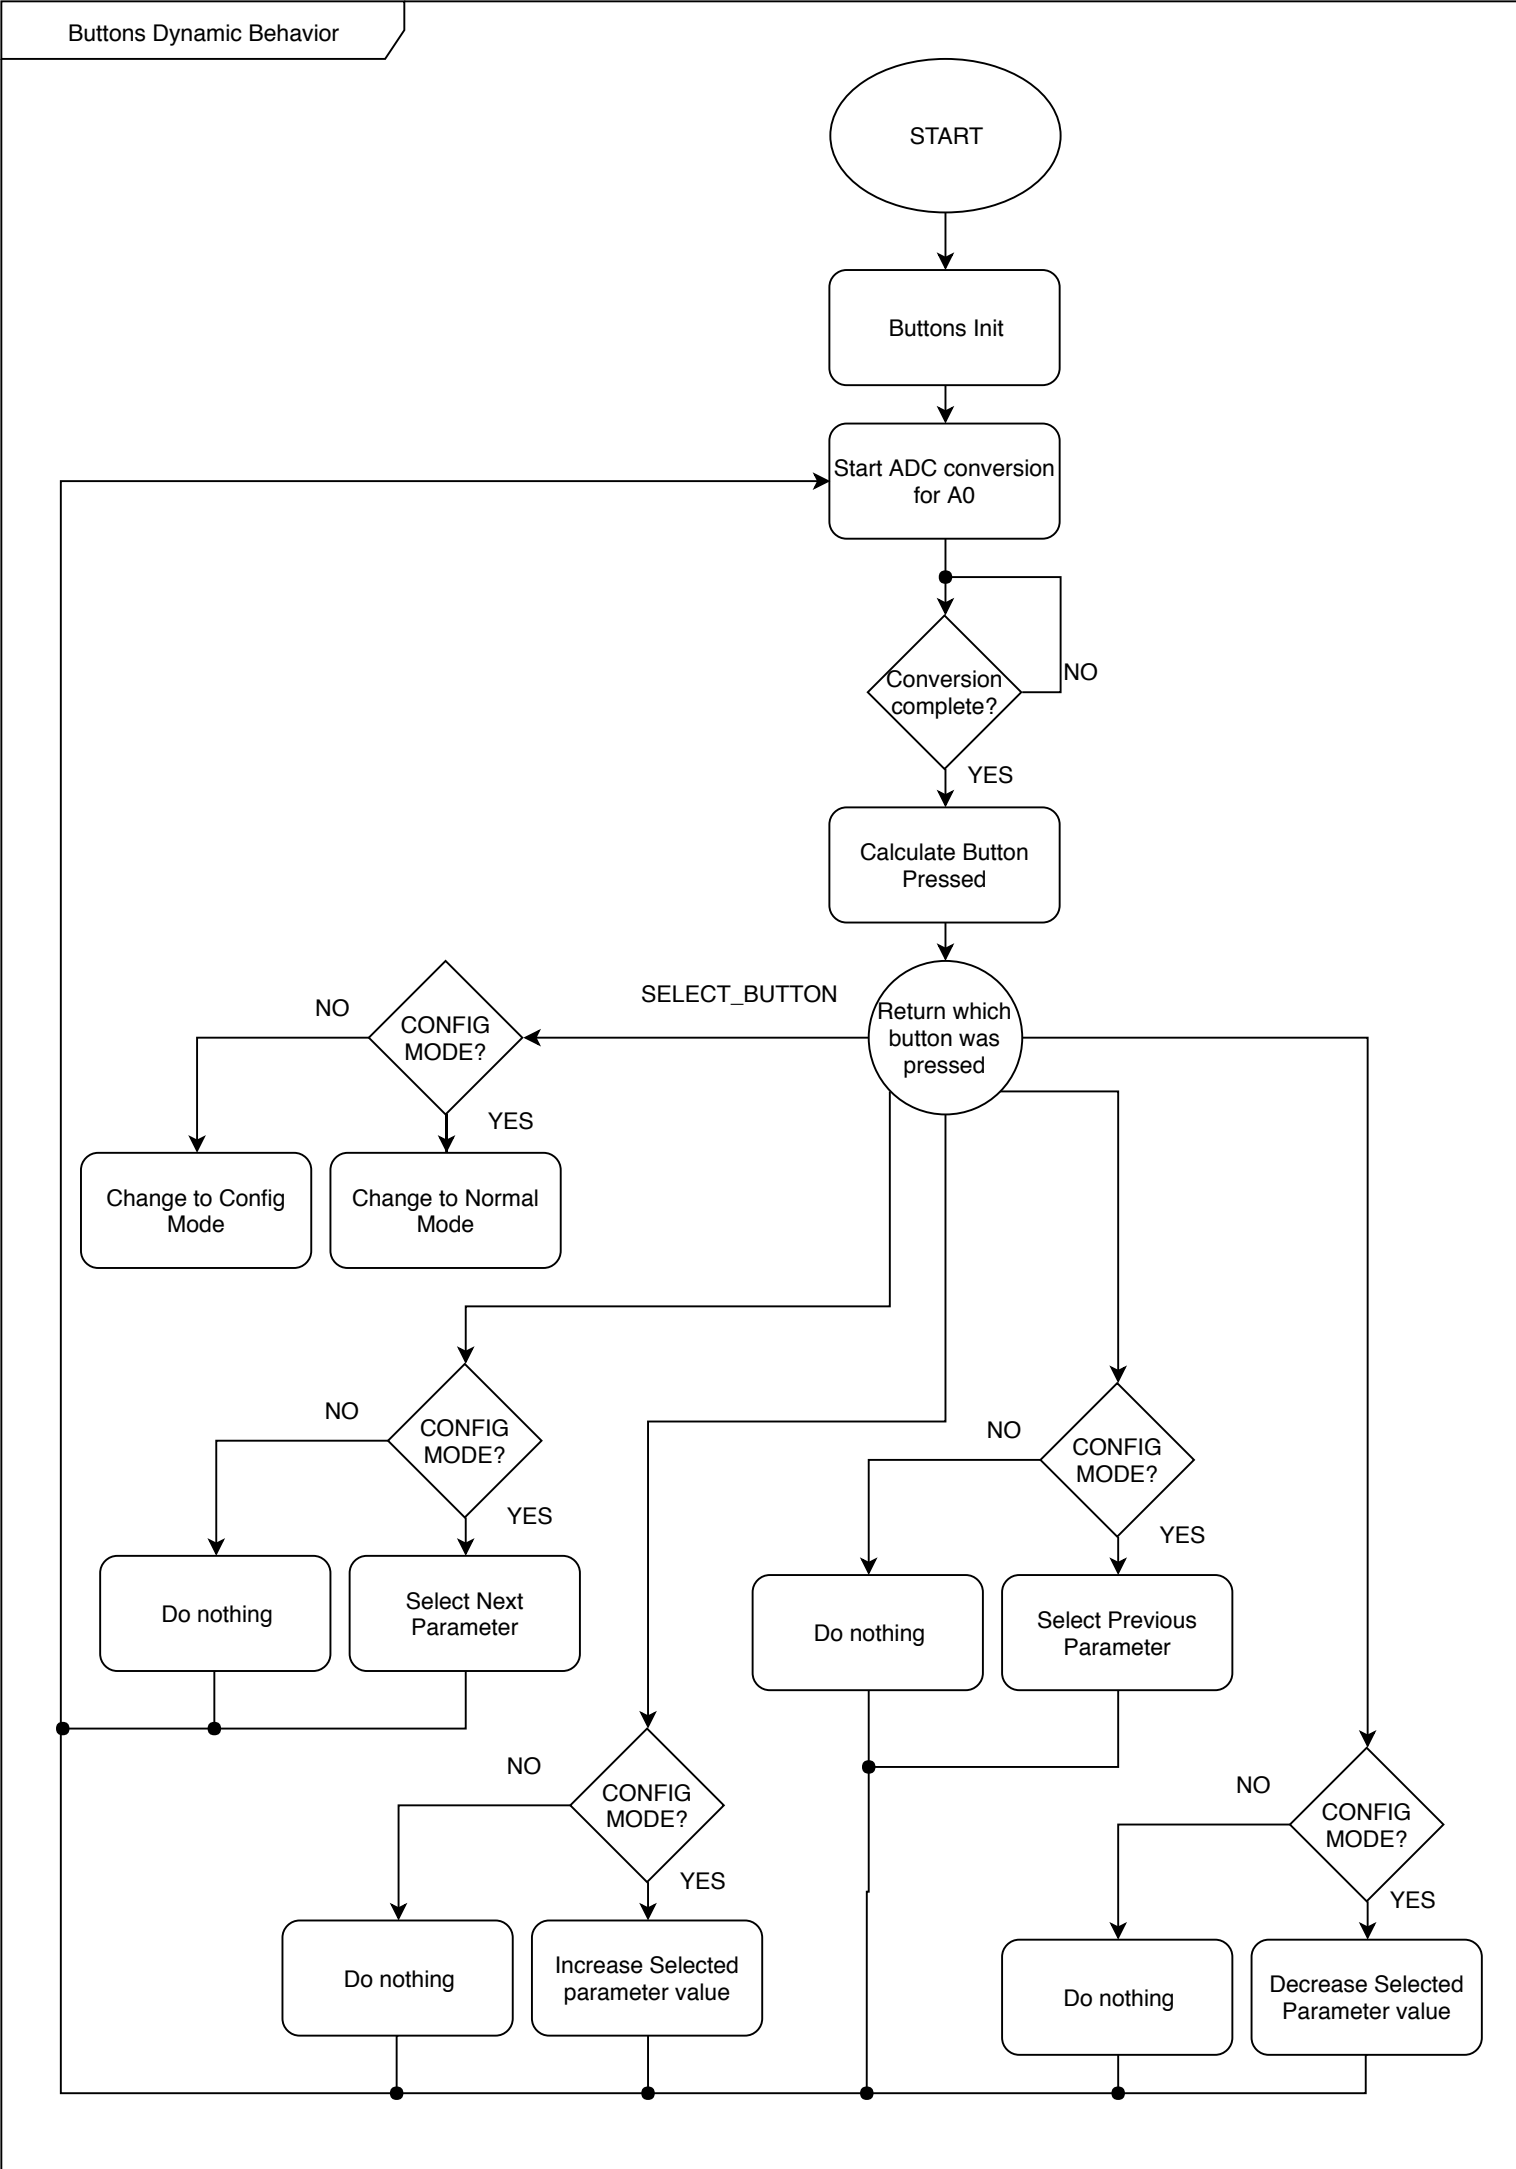 Buttons Dynamic Behavior
START
Buttons Init
Start ADC conversion
for A0
Conversion
complete?
NO
YES
Calculate Button
Pressed
Return which
button was
pressed
SELECT_BUTTON
CONFIG
MODE?
NO
YES
Change to Config
Mode
Change to Normal
Mode
CONFIG
MODE?
NO
YES
Do nothing
Select Next
Parameter
CONFIG
MODE?
NO
YES
Do nothing
Select Previous
Parameter
CONFIG
MODE?
NO
YES
Do nothing
Increase Selected
parameter value
CONFIG
MODE?
NO
YES
Do nothing
Decrease Selected
Parameter value